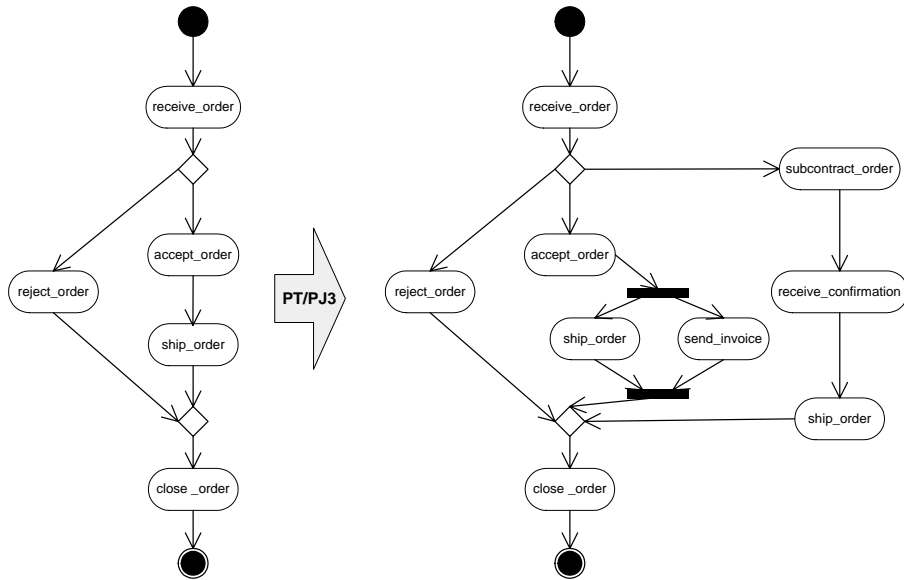 receive_order
accept_order
reject_order
ship_order
close _order
PT/PJ3
receive_order
subcontract_order
accept_order
reject_order
receive_confirmation
ship_order
send_invoice
ship_order
close _order